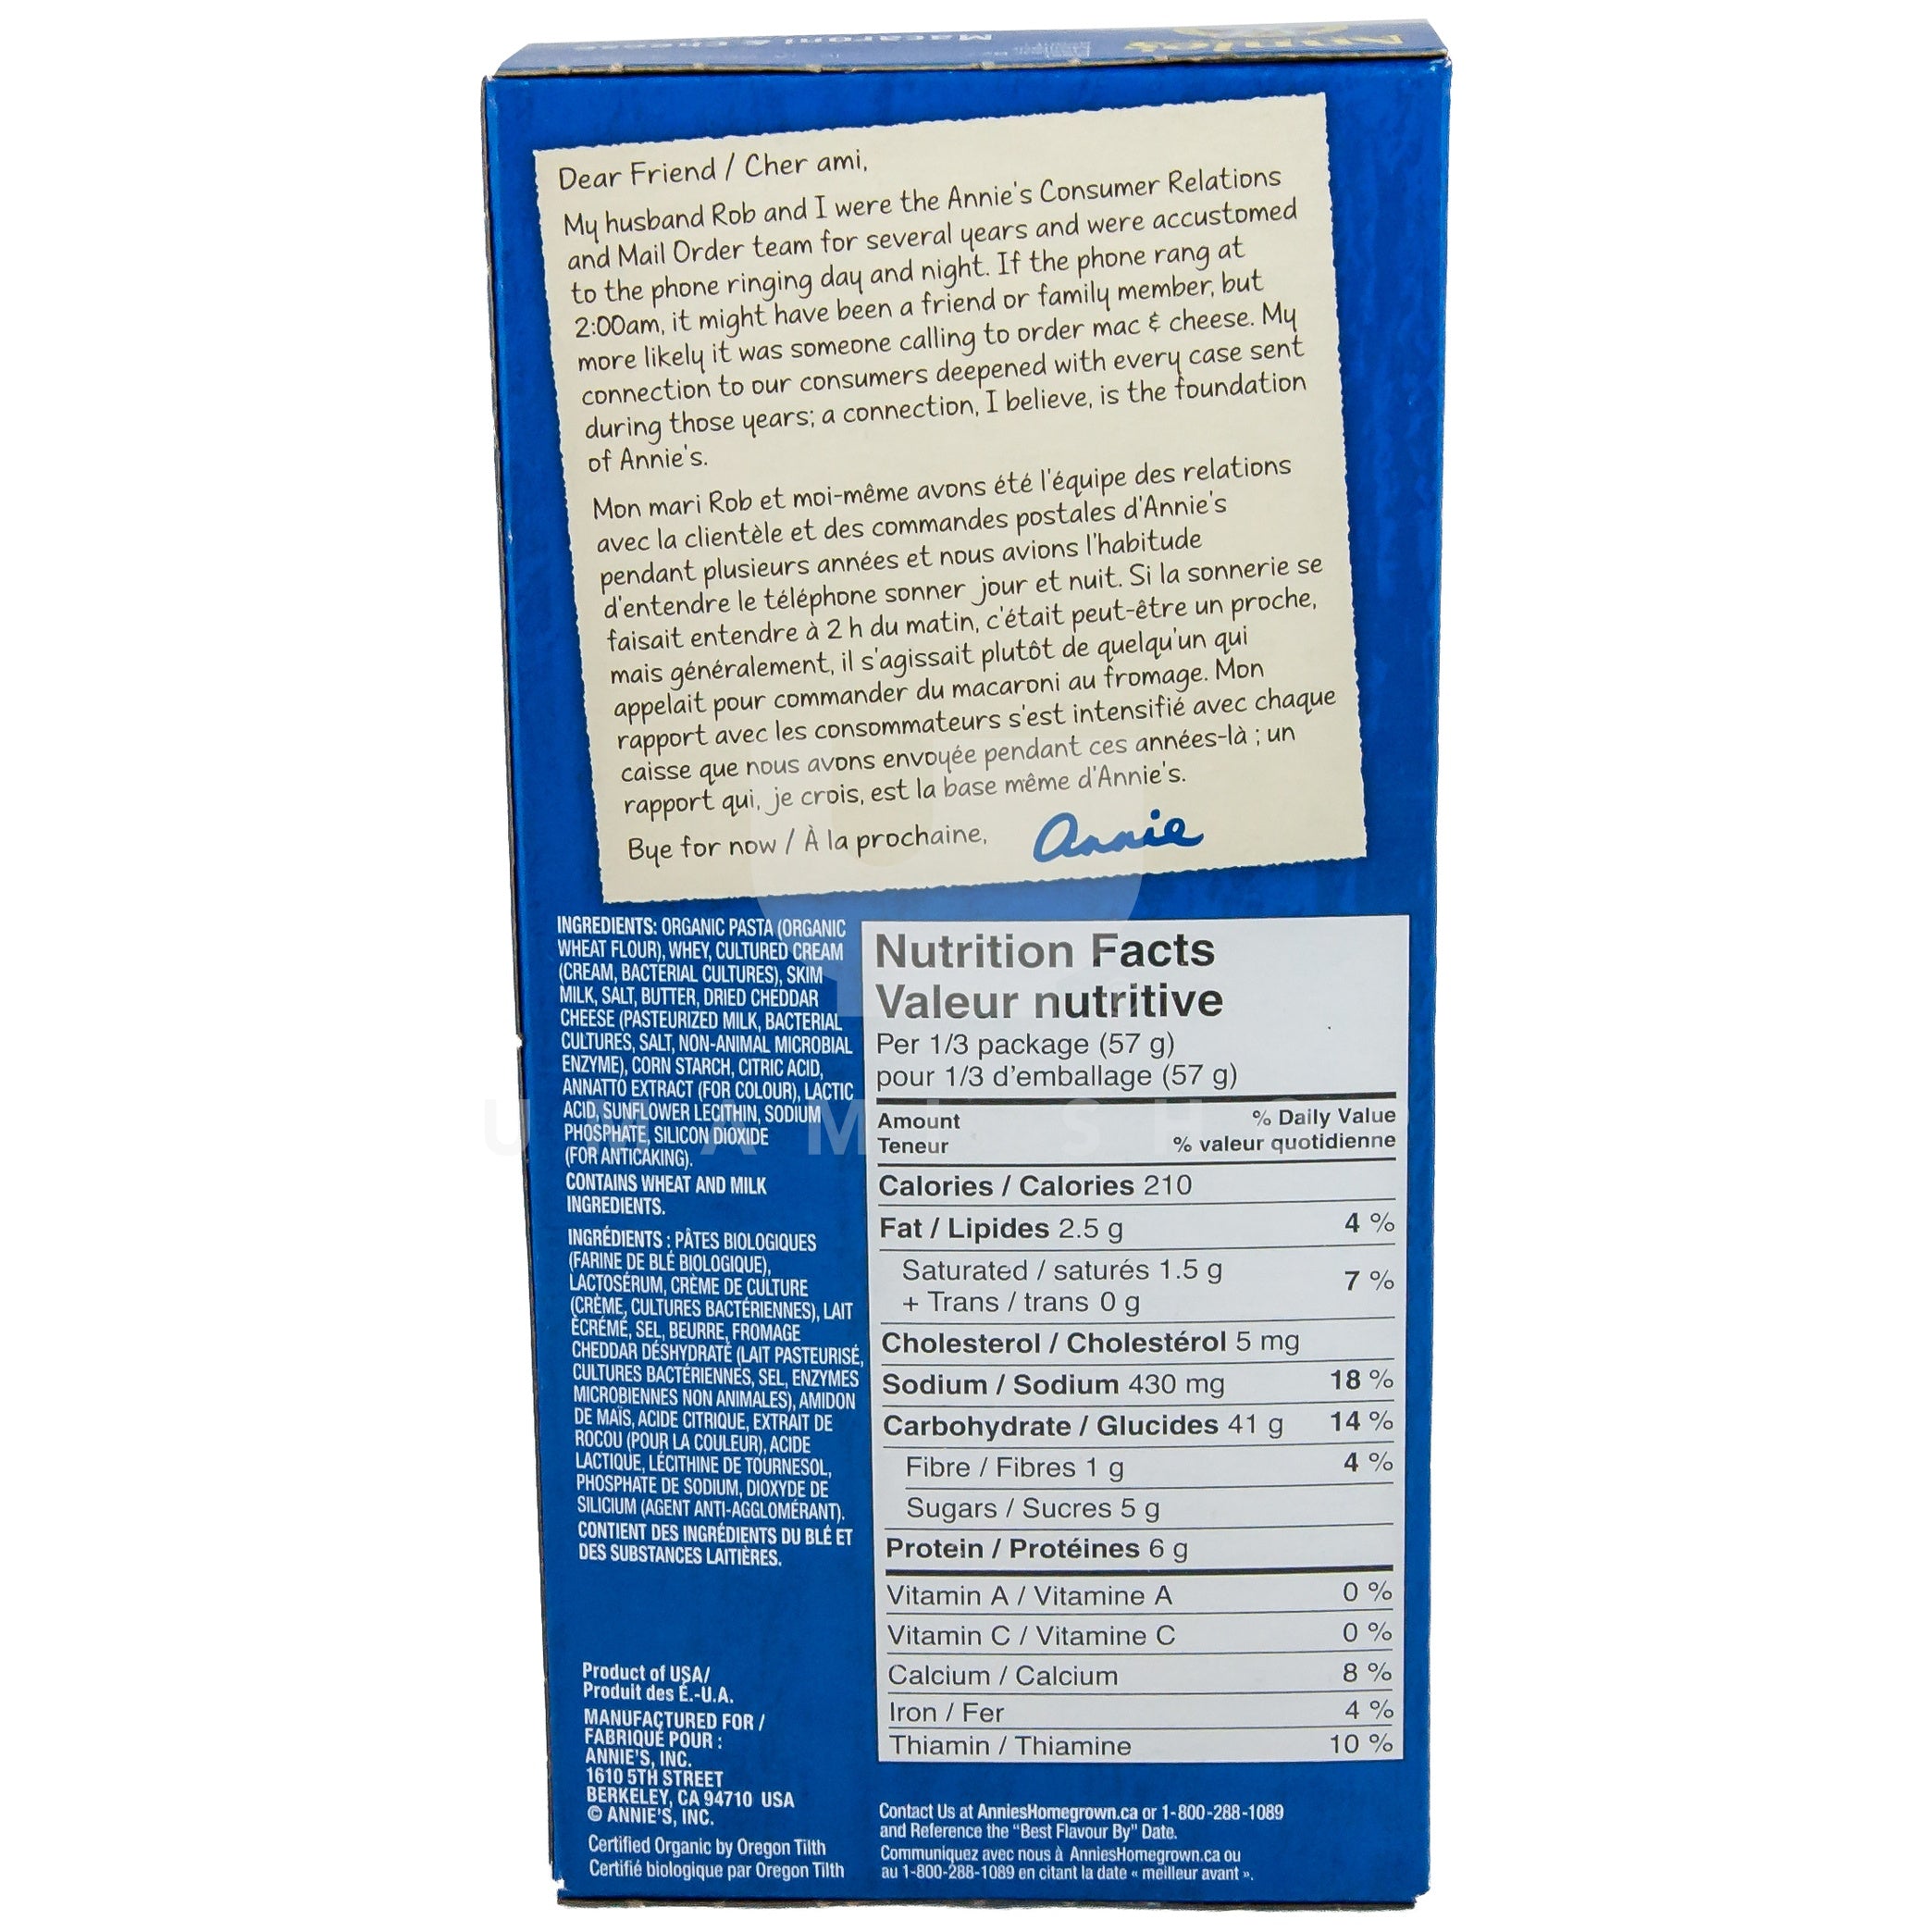 Macaroni & Cheese
Annie's
Dear Friend / Cher ami,
My husband Rob and I were the Annie's Consumer Relations
and Mail Order team for several years and were accustomed
to the phone ringing day and night. If the phone rang at
2:00am, it might have been a friend or family member, but
more likely it was someone calling to order mac & cheese. My
connection to our consumers deepened with every case sent
during those years; a connection, I believe, is the foundation
of Annie's.
Mon mari Rob et moi-même avons été l'équipe des relations
avec la clientèle et des commandes postales d'Annie's
pendant plusieurs années et nous avions l'habitude
d'entendre le téléphone sonner jour et nuit. Si la sonnerie se
faisait entendre à 2 h du matin, c'était peut-être un proche,
mais généralement, il s'agissait plutôt de quelqu'un qui
appelait pour commander du macaroni au fromage. Mon
rapport avec les consommateurs s'est intensifié avec chaque
caisse que nous avons envoyée pendant ces années-là ; un
rapport qui, je crois, est la base même d'Annie's.
Bye for now / À la prochaine,
Annie
INGREDIENTS: ORGANIC PASTA (ORGANIC
WHEAT FLOUR), WHEY, CULTURED CREAM
(CREAM, BACTERIAL CULTURES), SKIM
MILK, SALT, BUTTER, DRIED CHEDDAR
CHEESE (PASTEURIZED MILK, BACTERIAL
CULTURES, SALT, NON-ANIMAL MICROBIAL
ENZYME), CORN STARCH, CITRIC ACID,
ANNATTO EXTRACT (FOR COLOUR), LACTIC
ACID, SUNFLOWER LECITHIN, SODIUM
PHOSPHATE, SILICON DIOXIDE
(FOR ANTICAKING).
CONTAINS WHEAT AND MILK
INGREDIENTS.
INGRÉDIENTS : PÂTES BIOLOGIQUES
(FARINE DE BLÉ BIOLOGIQUE),
LACTOSÉRUM, CRÈME DE CULTURE
(CRÈME, CULTURES BACTÉRIENNES), LAIT
ÉCRÉMÉ, SEL, BEURRE, FROMAGE
CHEDDAR DÉSHYDRATÉ (LAIT PASTEURISÉ,
CULTURES BACTÉRIENNES, SEL, ENZYMES
MICROBIENNES NON ANIMALES), AMIDON
DE MAÏS, ACIDE CITRIQUE, EXTRAIT DE
ROCOU (POUR LA COULEUR), ACIDE
LACTIQUE, LÉCITHINE DE TOURNESOL,
PHOSPHATE DE SODIUM, DIOXYDE DE
SILICIUM (AGENT ANTI-AGGLOMÉRANT).
CONTIENT DES INGRÉDIENTS DU BLÉ ET
DES SUBSTANCES LAITIÈRES.
Product of USA/
Produit des É.-U.A.
MANUFACTURED FOR /
FABRIQUÉ POUR :
ANNIE'S, INC.
1610 5TH STREET
BERKELEY, CA 94710 USA
© ANNIE'S, INC.
Certified Organic by Oregon Tilth
Certifié biologique par Oregon Tilth
Nutrition Facts
Valeur nutritive
Per 1/3 package (57 g)
pour 1/3 d'emballage (57 g)
Amount % Daily Value
Teneur % valeur quotidienne
Calories / Calories 210
Fat / Lipides 2.5 g 4 %
Saturated / saturés 1.5 g
+ Trans / trans 0 g 7 %
Cholesterol / Cholestérol 5 mg
Sodium / Sodium 430 mg 18 %
Carbohydrate / Glucides 41 g 14 %
Fibre / Fibres 1 g 4 %
Sugars / Sucres 5 g
Protein / Protéines 6 g
Vitamin A / Vitamine A 0 %
Vitamin C / Vitamine C 0 %
Calcium / Calcium 8 %
Iron / Fer 4 %
Thiamin / Thiamine 10 %
Contact Us at AnniesHomegrown.ca or 1-800-288-1089
and Reference the "Best Flavour By" Date.
Communiquez avec nous à AnniesHomegrown.ca ou
au 1-800-288-1089 en citant la date « meilleur avant ».
UMAMI SHOP